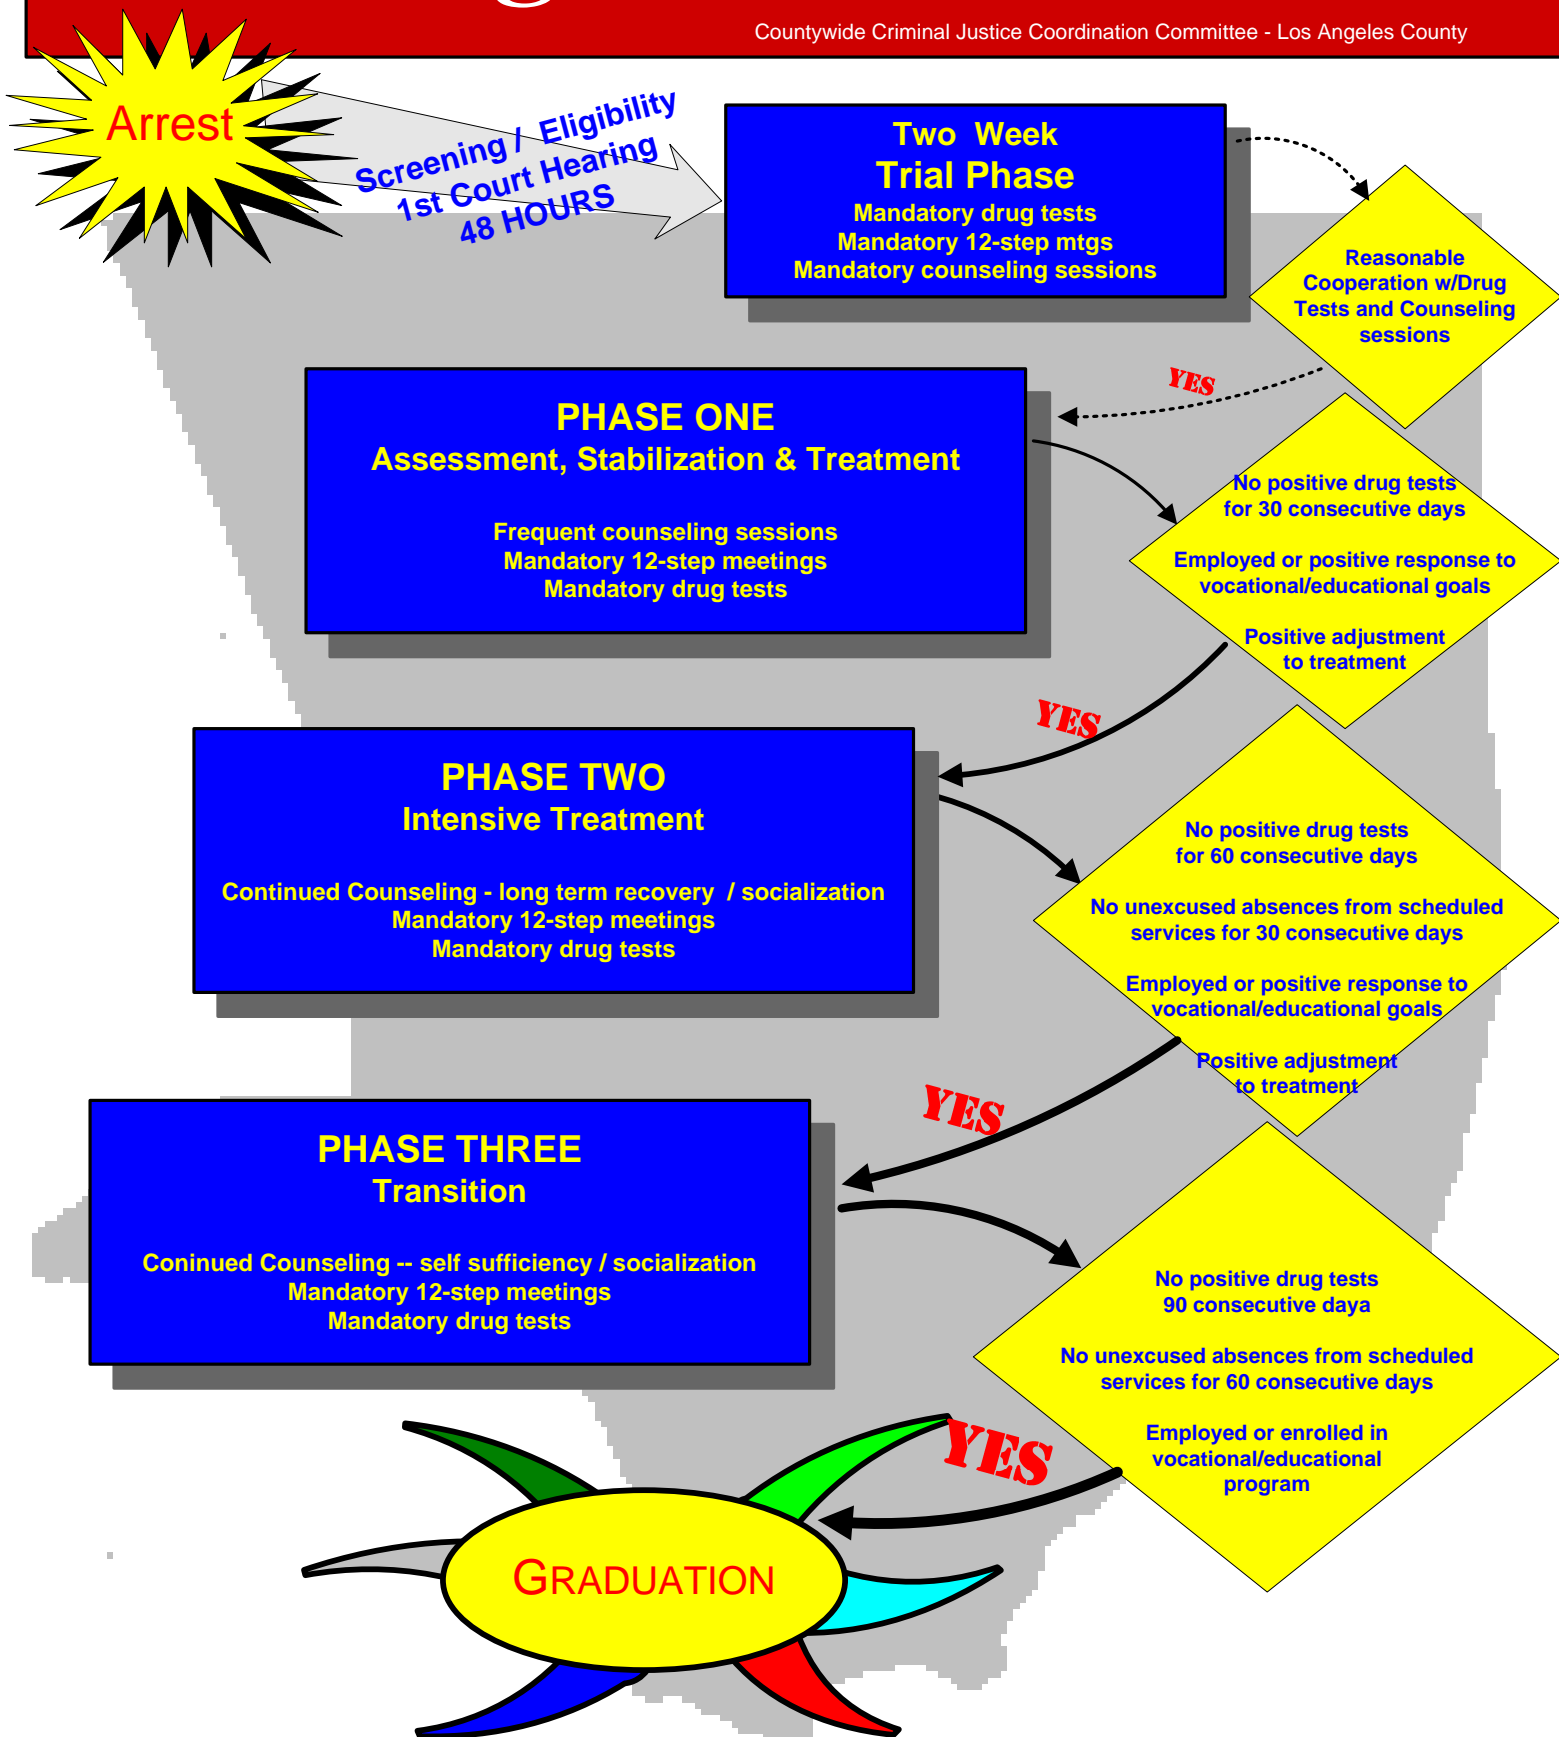 Countywide Criminal Justice Coordination Committee - Los Angeles County
Arrest
Screening / Eligibility
1st Court Hearing
48 HOURS
Two Week
Trial Phase
Mandatory drug tests
Mandatory 12-step mtgs
Mandatory counseling sessions
Reasonable
Cooperation w/Drug
Tests and Counseling
sessions
YES
PHASE ONE
Assessment, Stabilization & Treatment
Frequent counseling sessions
Mandatory 12-step meetings
Mandatory drug tests
No positive drug tests
for 30 consecutive days
Employed or positive response to
vocational/educational goals
Positive adjustment
to treatment
YES
PHASE TWO
Intensive Treatment
Continued Counseling - long term recovery / socialization
Mandatory 12-step meetings
Mandatory drug tests
No positive drug tests
for 60 consecutive days
No unexcused absences from scheduled
services for 30 consecutive days
Employed or positive response to
vocational/educational goals
Positive adjustment
to treatment
YES
PHASE THREE
Transition
Coninued Counseling -- self sufficiency / socialization
Mandatory 12-step meetings
Mandatory drug tests
No positive drug tests
90 consecutive daya
No unexcused absences from scheduled
services for 60 consecutive days
Employed or enrolled in
vocational/educational
program
YES
GRADUATION